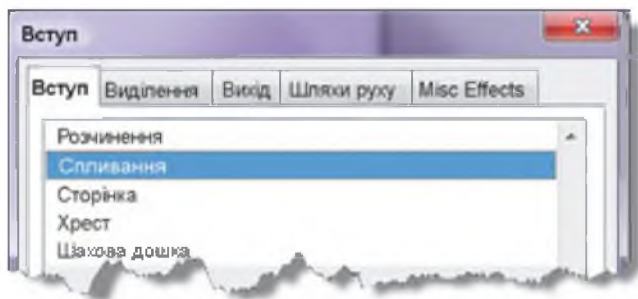 Вступ
Вступ Виділення Вихід Шляхи руху Misc Effects
Розчинення
Спливання
Сторінка
Хрест
Шахова дошка